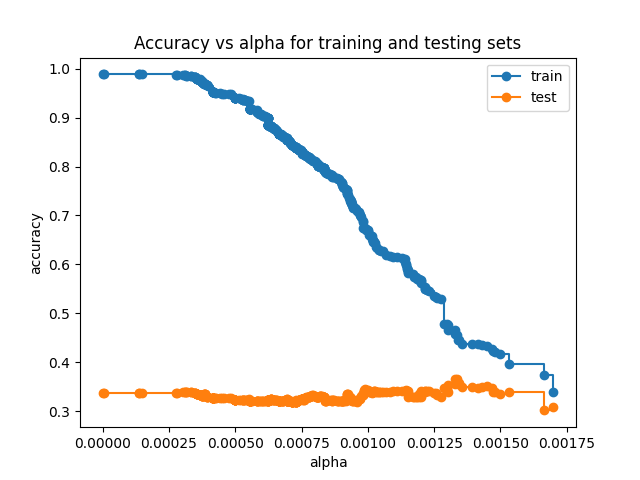 Accuracy vs alpha for training and testing sets
train
test
accuracy
1.0
0.9
0.8
0.7
0.6
0.5
0.4
0.3
0.00000 0.00025 0.00050 0.00075 0.00100 0.00125 0.00150 0.00175
alpha